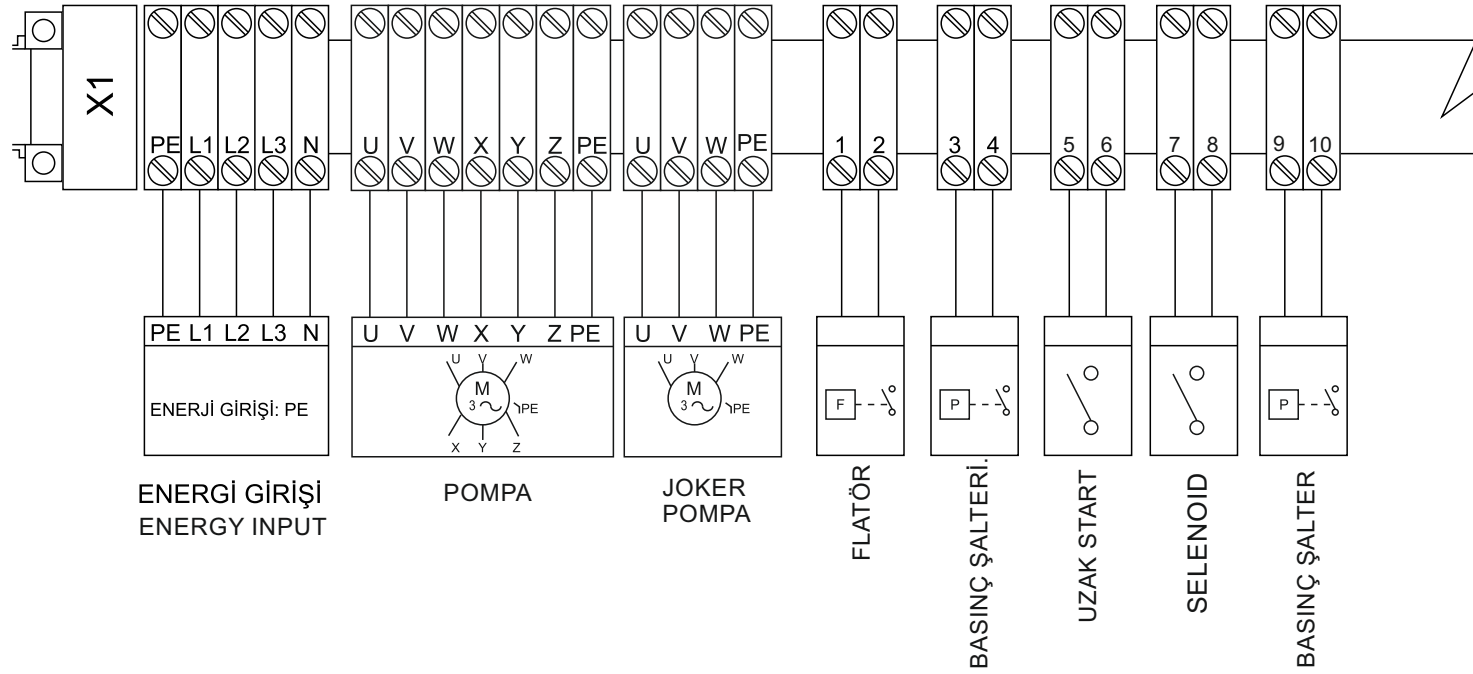 X1
PE L1 L2 L3 N U V W X Y Z PE U V W PE 1 2 3 4 5 6 7 8 9 10
PE L1 L2 L3 N
ENERJİ GİRİŞİ: PE
ENERGİ GİRİŞİ
ENERGY INPUT
U V W X Y Z PE
U V W
M
3
PE
X Y Z
POMPA
U V W PE
U V W
M
3
PE
JOKER
POMPA
F
FLATÖR
P
BASINÇ ŞALTERİ.
UZAK START
SELENOID
P
BASINÇ ŞALTER